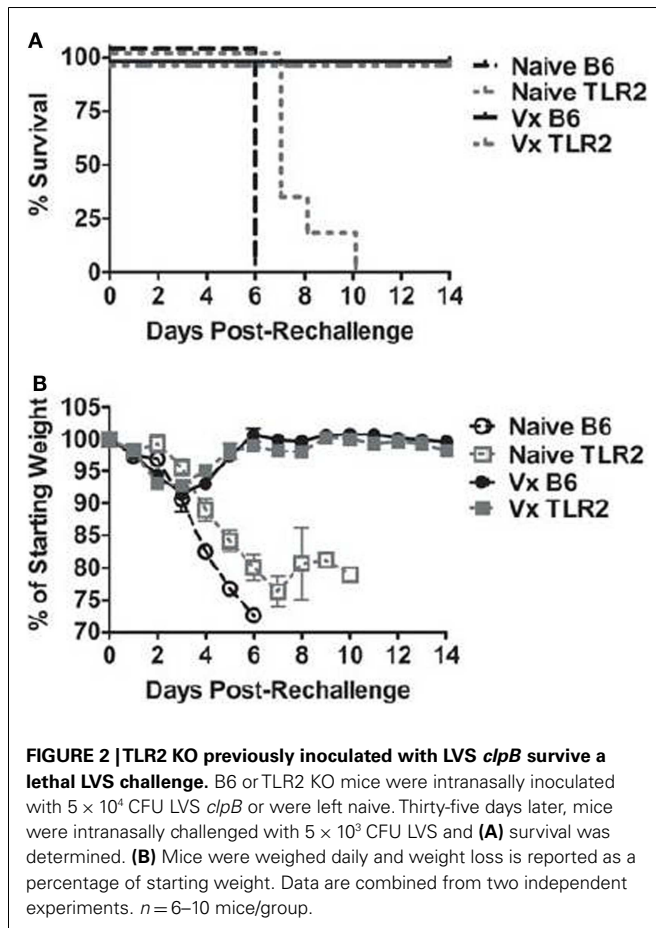 A
100
75
50
25
0
% Survival
0 2 4 6 8 10 12 14
Days Post-Rechallenge
Naive B6
Naive TLR2
Vx B6
Vx TLR2
B
105
100
95
90
85
80
75
70
% of Starting Weight
0 2 4 6 8 10 12 14
Days Post-Rechallenge
Naive B6
Naive TLR2
Vx B6
Vx TLR2
FIGURE 2 | TLR2 KO previously inoculated with LVS clpB survive a
lethal LVS challenge. B6 or TLR2 KO mice were intranasally inoculated
with 5 × 10⁴ CFU LVS clpB or were left naive. Thirty-five days later, mice
were intranasally challenged with 5 × 10³ CFU LVS and (A) survival was
determined. (B) Mice were weighed daily and weight loss is reported as a
percentage of starting weight. Data are combined from two independent
experiments. n = 6–10 mice/group.